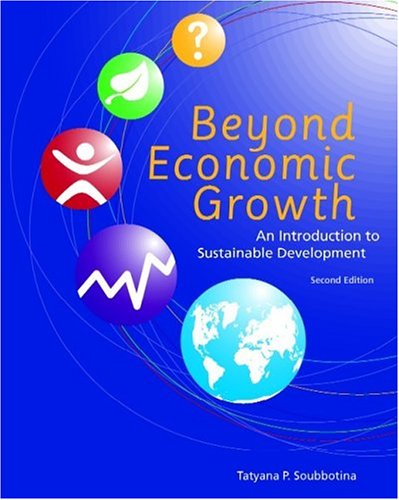 ?
Beyond
Economic
Growth
An Introduction to
Sustainable Development
Second Edition
Tatyana P. Soubbotina